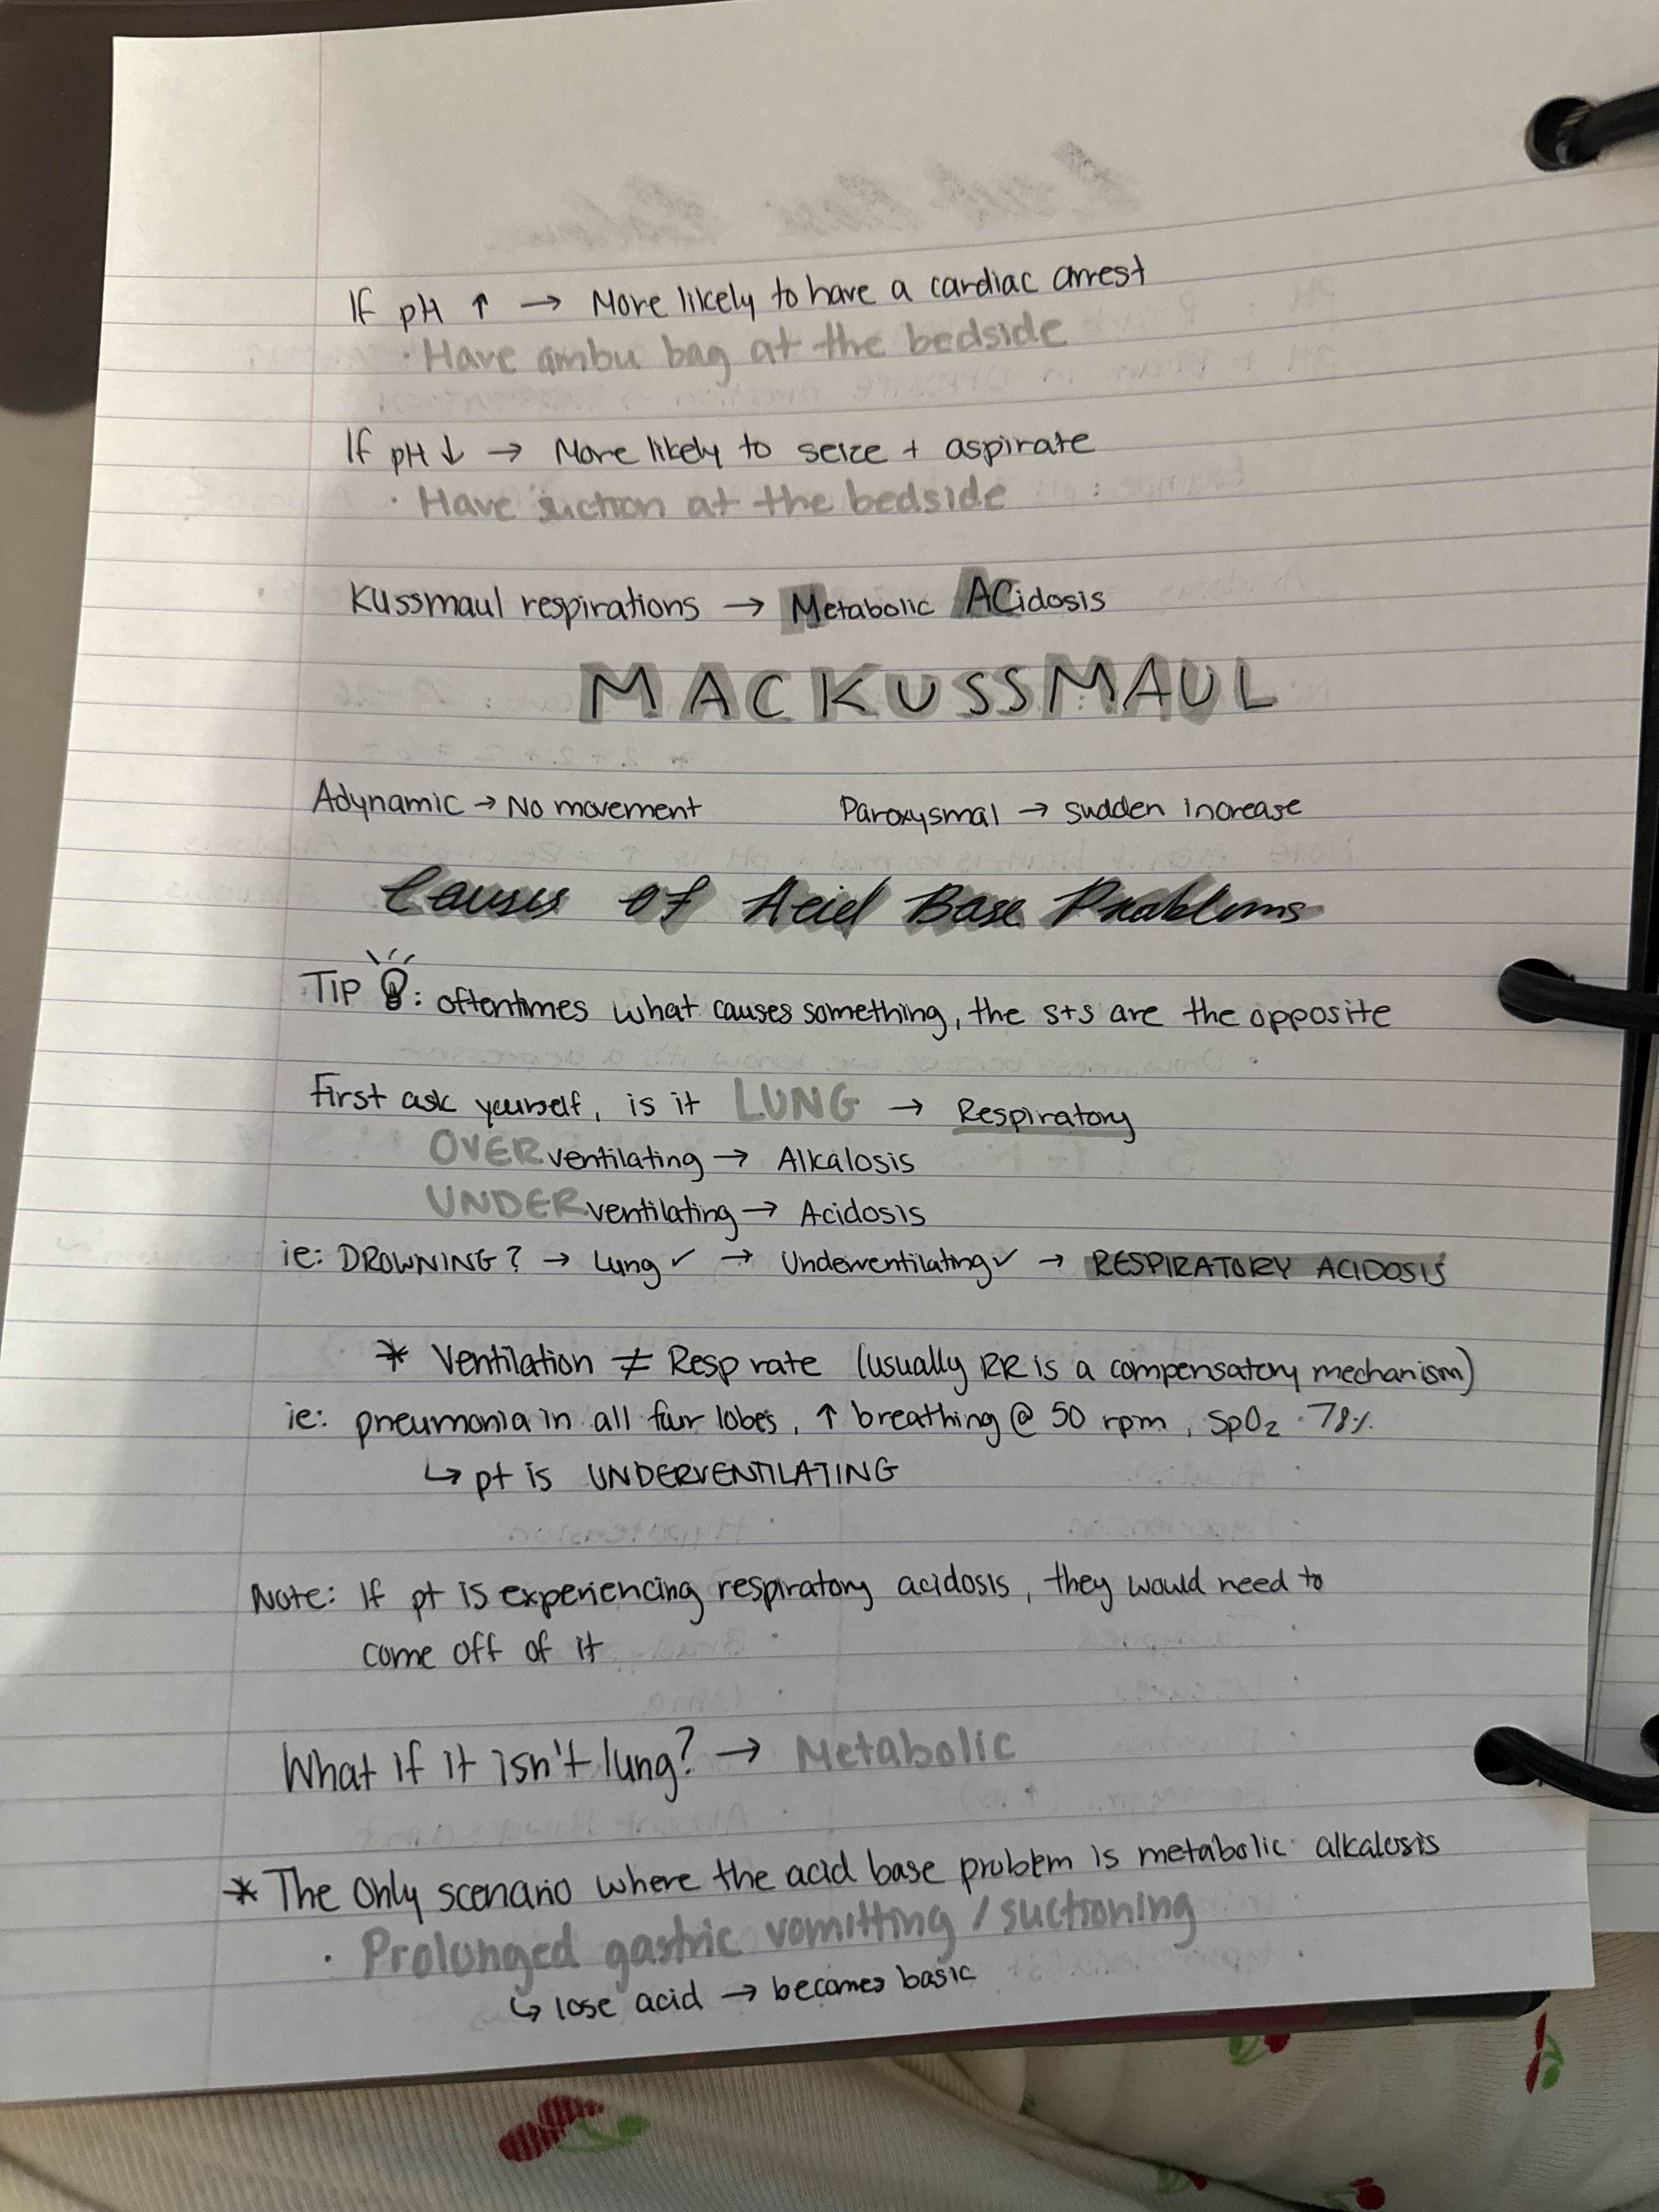 If pH ↑ → More likely to have a cardiac arrest
· Have ambu bag at the bedside
If pH ↓ → More likely to seize + aspirate
· Have suction at the bedside
Kussmaul respirations → Metabolic ACidosis
MACKUSSMAUL
Adynamic → No movement Paroxysmal → sudden increase
Causes of Acid Base Problems
TIP : oftentimes what causes something, the s+s are the opposite
First ask yourself, is it LUNG → Respiratory
OVER ventilating → Alkalosis
UNDER ventilating → Acidosis
ie: DROWNING? → Lung ✓ → Underventilating ✓ → RESPIRATORY ACIDOSIS
* Ventilation ≠ Resp rate (usually RR is a compensatory mechanism)
ie: pneumonia in all four lobes, ↑ breathing @ 50 rpm, SpO₂ 78%
↳ pt is UNDERVENTILATING
Note: If pt is experiencing respiratory acidosis, they would need to
come off of it
What if it isn't lung? → Metabolic
* The only scenario where the acid base problem is metabolic alkalosis
· Prolonged gastric vomitting / suctioning
↳ lose acid → becomes basic